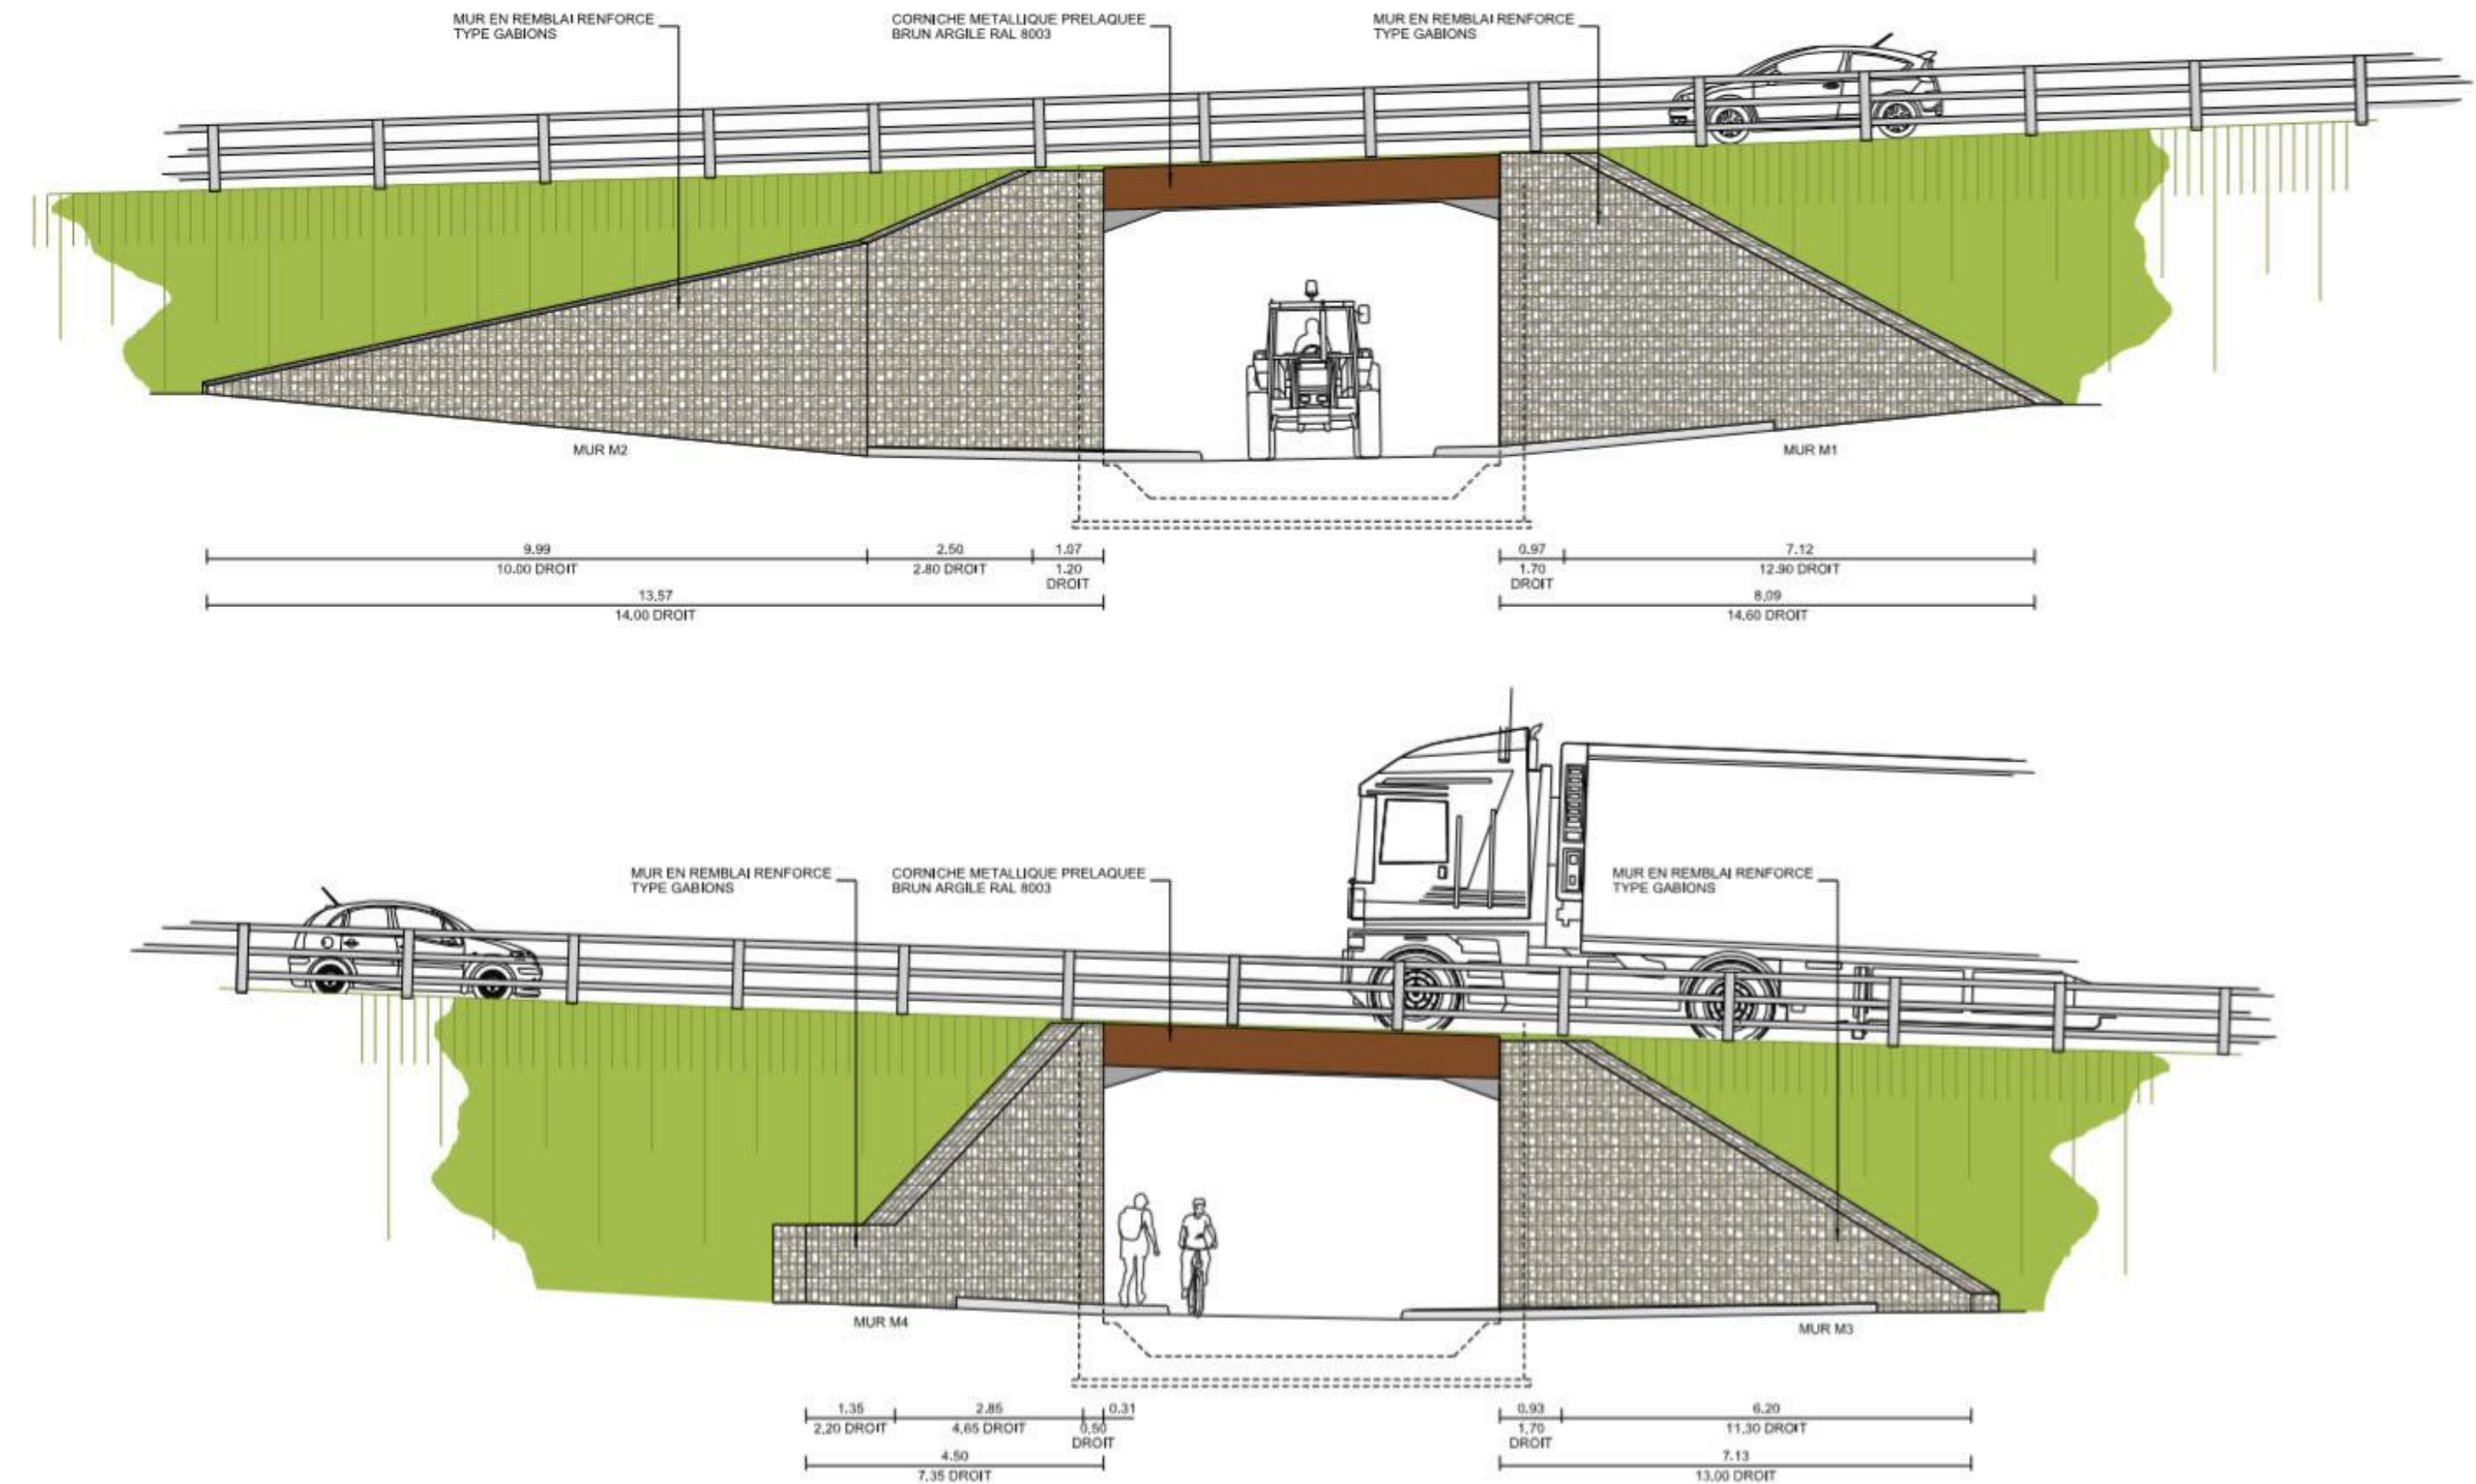 MUR EN REMBLAI RENFORCE
TYPE GABIONS
CORNICHE METALLIQUE PRELAQUEE
BRUN ARGILE RAL 8003
MUR EN REMBLAI RENFORCE
TYPE GABIONS
MUR M2
MUR M1
9.99
10.00 DROIT
2.50
2.80 DROIT
1.07
1.20
DROIT
0.97
1.70
DROIT
7.12
12.90 DROIT
13.57
14.00 DROIT
8.09
14.60 DROIT
MUR EN REMBLAI RENFORCE
TYPE GABIONS
CORNICHE METALLIQUE PRELAQUEE
BRUN ARGILE RAL 8003
MUR EN REMBLAI RENFORCE
TYPE GABIONS
MUR M4
MUR M3
1.35
2.20 DROIT
2.85
4.65 DROIT
0.31
0.50
DROIT
0.93
1.70
DROIT
6.20
11.30 DROIT
4.50
7.35 DROIT
7.13
13.00 DROIT